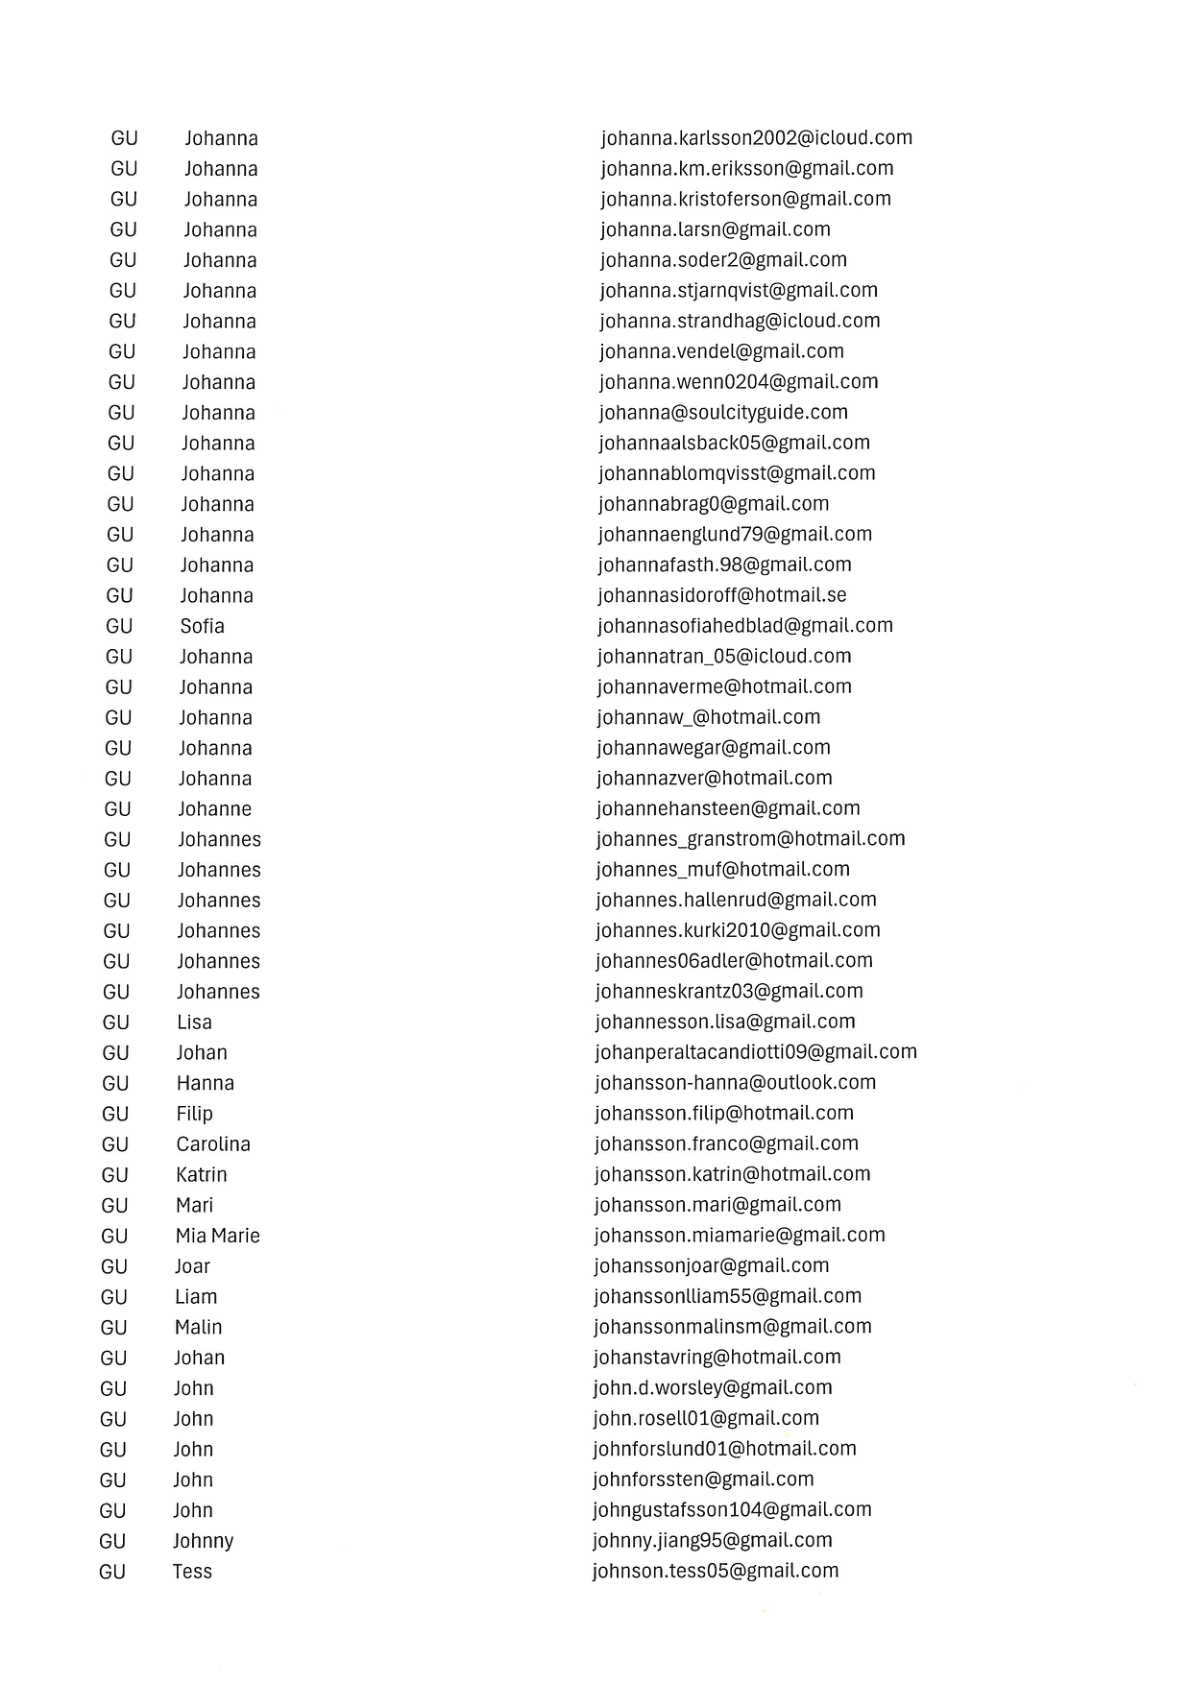 GU Johanna johanna.karlsson2002@icloud.com
GU Johanna johanna.km.eriksson@gmail.com
GU Johanna johanna.kristoferson@gmail.com
GU Johanna johanna.larsn@gmail.com
GU Johanna johanna.soder2@gmail.com
GU Johanna johanna.stjarnqvist@gmail.com
GU Johanna johanna.strandhag@icloud.com
GU Johanna johanna.vendel@gmail.com
GU Johanna johanna.wenn0204@gmail.com
GU Johanna johanna@soulcityguide.com
GU Johanna johannaalsback05@gmail.com
GU Johanna johannablomqvisst@gmail.com
GU Johanna johannabrag0@gmail.com
GU Johanna johannaenglund79@gmail.com
GU Johanna johannafasth.98@gmail.com
GU Johanna johannasidoroff@hotmail.se
GU Sofia johannasofiahedblad@gmail.com
GU Johanna johannatran_05@icloud.com
GU Johanna johannaverme@hotmail.com
GU Johanna johannaw_@hotmail.com
GU Johanna johannawegar@gmail.com
GU Johanna johannazver@hotmail.com
GU Johanne johannehansteen@gmail.com
GU Johannes johannes_granstrom@hotmail.com
GU Johannes johannes_muf@hotmail.com
GU Johannes johannes.hallenrud@gmail.com
GU Johannes johannes.kurki2010@gmail.com
GU Johannes johannes06adler@hotmail.com
GU Johannes johanneskrantz03@gmail.com
GU Lisa johannesson.lisa@gmail.com
GU Johan johanperaltacandiotti09@gmail.com
GU Hanna johansson-hanna@outlook.com
GU Filip johansson.filip@hotmail.com
GU Carolina johansson.franco@gmail.com
GU Katrin johansson.katrin@hotmail.com
GU Mari johansson.mari@gmail.com
GU Mia Marie johansson.miamarie@gmail.com
GU Joar johanssonjoar@gmail.com
GU Liam johanssonlliam55@gmail.com
GU Malin johanssonmalinsm@gmail.com
GU Johan johanstavring@hotmail.com
GU John john.d.worsley@gmail.com
GU John john.rosell01@gmail.com
GU John johnforslund01@hotmail.com
GU John johnforssten@gmail.com
GU John johngustafsson104@gmail.com
GU Johnny johnny.jiang95@gmail.com
GU Tess johnson.tess05@gmail.com